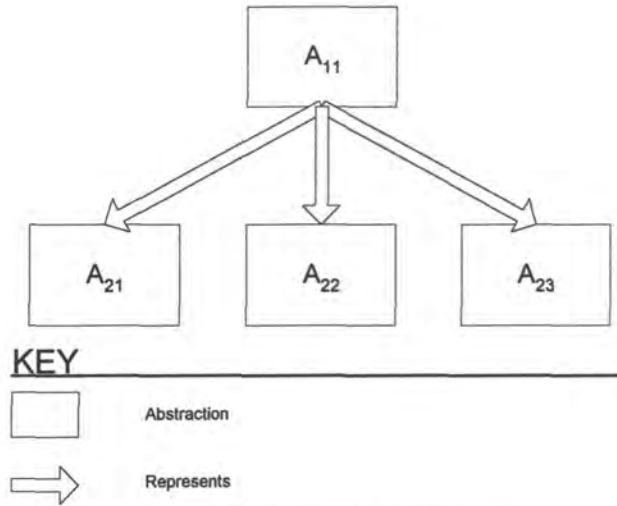 A₁₁
A₂₁ A₂₂ A₂₃
KEY
Abstraction
Represents